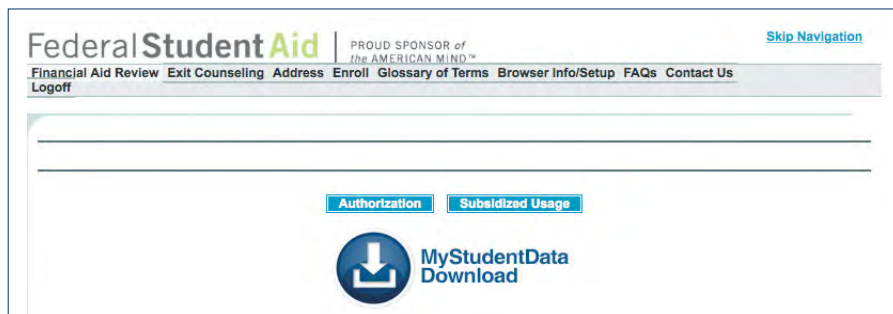 Skip Navigation
Federal Student Aid
PROUD SPONSOR of
the AMERICAN MIND™
Financial Aid Review Exit Counseling Address Enroll Glossary of Terms Browser Info/Setup FAQs Contact Us
Logoff
Authorization Subsidized Usage
MyStudentData
Download